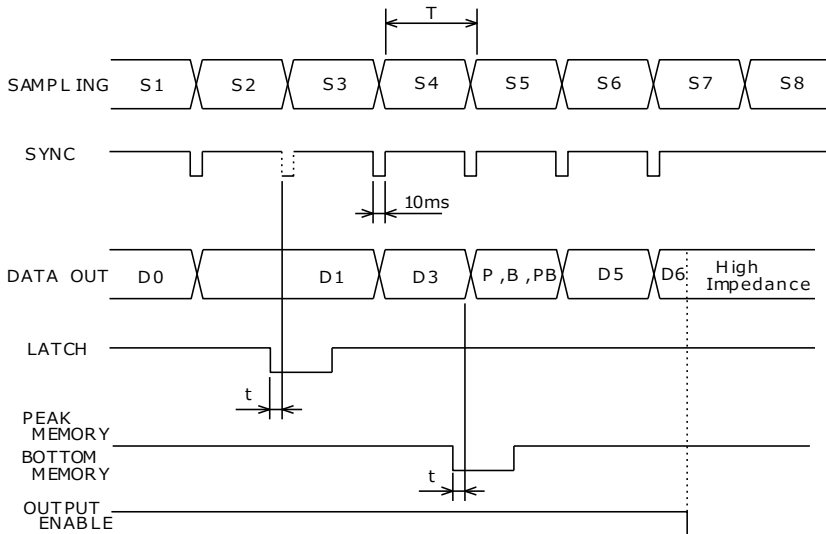 T
SAMPLING S1 S2 S3 S4 S5 S6 S7 S8
SYNC
10ms
DATA OUT D0 D1 D3 P,B,PB D5 D6 High
Impedance
LATCH
t
PEAK
MEMORY
BOTTOM
MEMORY
t
OUTPUT
ENABLE